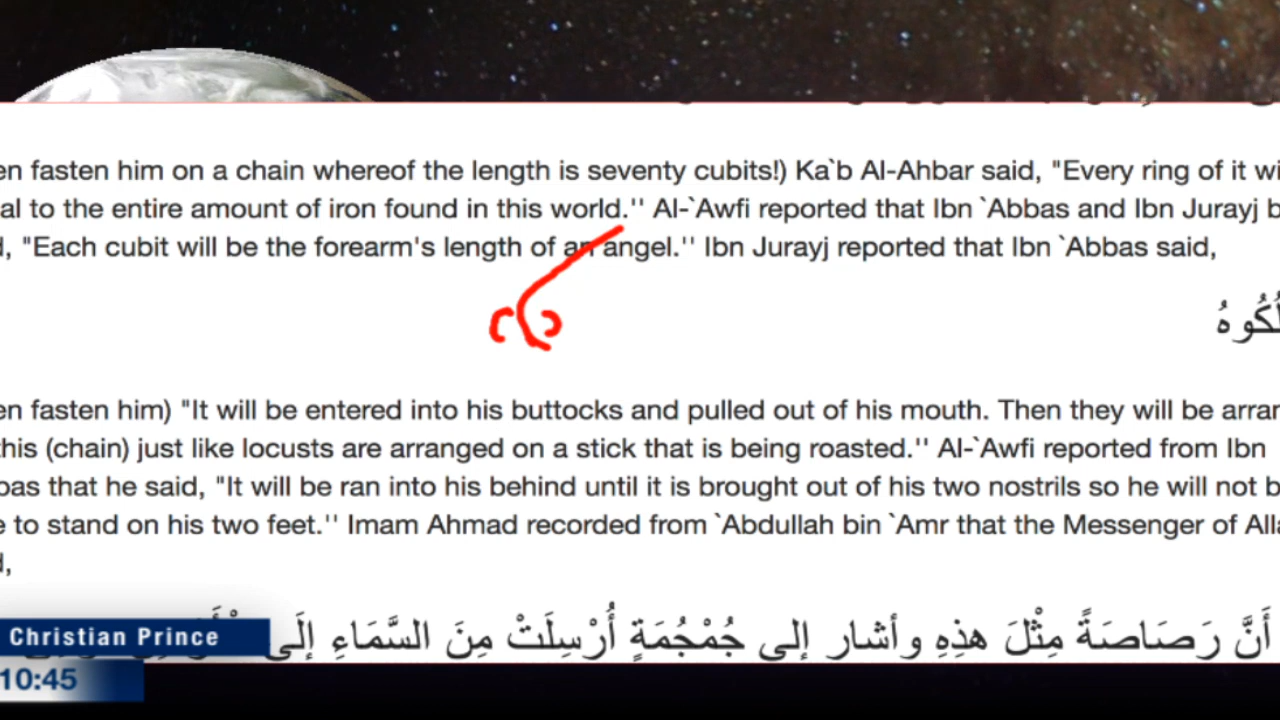 en fasten him on a chain whereof the length is seventy cubits!) Ka`b Al-Ahbar said, "Every ring of it wi
al to the entire amount of iron found in this world.'' Al-`Awfi reported that Ibn `Abbas and Ibn Jurayj b
d, "Each cubit will be the forearm's length of an angel.'' Ibn Jurayj reported that Ibn `Abbas said,
لُكُوهُ
en fasten him) "It will be entered into his buttocks and pulled out of his mouth. Then they will be arran
this (chain) just like locusts are arranged on a stick that is being roasted.'' Al-`Awfi reported from Ibn
bas that he said, "It will be ran into his behind until it is brought out of his two nostrils so he will not b
e to stand on his two feet.'' Imam Ahmad recorded from `Abdullah bin `Amr that the Messenger of Alla
d,
أَنَّ رَصَاصَةً مِثْلَ هذِهِ وأشار إلى جُمْجُمَةٍ أُرْسِلَتْ مِنَ السَّمَاءِ إِلَى
Christian Prince
10:45